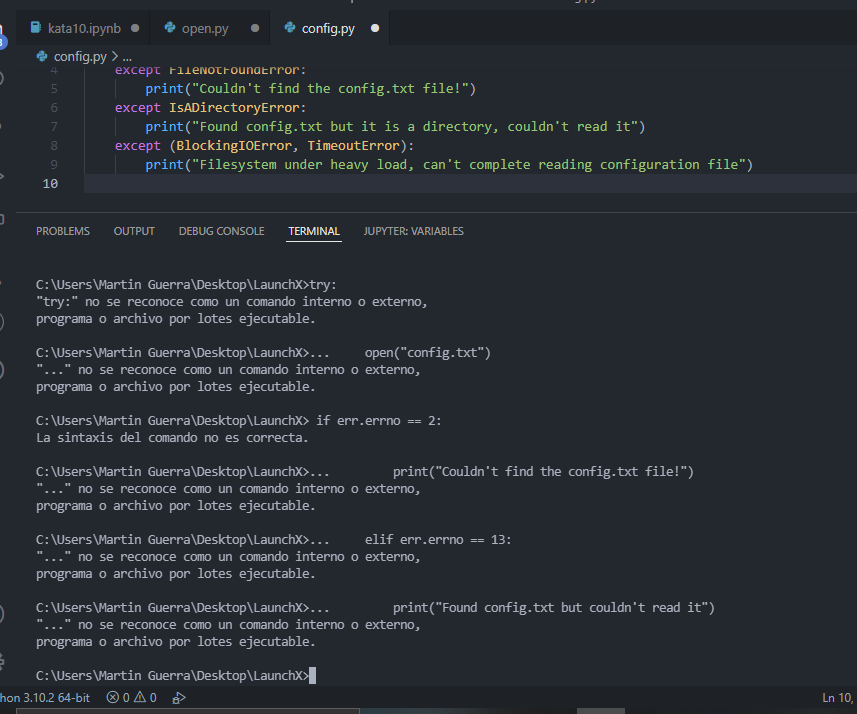 kata10.ipynb
open.py
config.py
config.py > ...
4 except FileNotFoundError:
5 print("Couldn't find the config.txt file!")
6 except IsADirectoryError:
7 print("Found config.txt but it is a directory, couldn't read it")
8 except (BlockingIOError, TimeoutError):
9 print("Filesystem under heavy load, can't complete reading configuration file")
10
PROBLEMS OUTPUT DEBUG CONSOLE TERMINAL JUPYTER: VARIABLES
C:\Users\Martin Guerra\Desktop\LaunchX>try:
"try:" no se reconoce como un comando interno o externo,
programa o archivo por lotes ejecutable.
C:\Users\Martin Guerra\Desktop\LaunchX>...     open("config.txt")
"..." no se reconoce como un comando interno o externo,
programa o archivo por lotes ejecutable.
C:\Users\Martin Guerra\Desktop\LaunchX> if err.errno == 2:
La sintaxis del comando no es correcta.
C:\Users\Martin Guerra\Desktop\LaunchX>...         print("Couldn't find the config.txt file!")
"..." no se reconoce como un comando interno o externo,
programa o archivo por lotes ejecutable.
C:\Users\Martin Guerra\Desktop\LaunchX>...     elif err.errno == 13:
"..." no se reconoce como un comando interno o externo,
programa o archivo por lotes ejecutable.
C:\Users\Martin Guerra\Desktop\LaunchX>...         print("Found config.txt but couldn't read it")
"..." no se reconoce como un comando interno o externo,
programa o archivo por lotes ejecutable.
C:\Users\Martin Guerra\Desktop\LaunchX>
hon 3.10.2 64-bit 0 0 Ln 10,